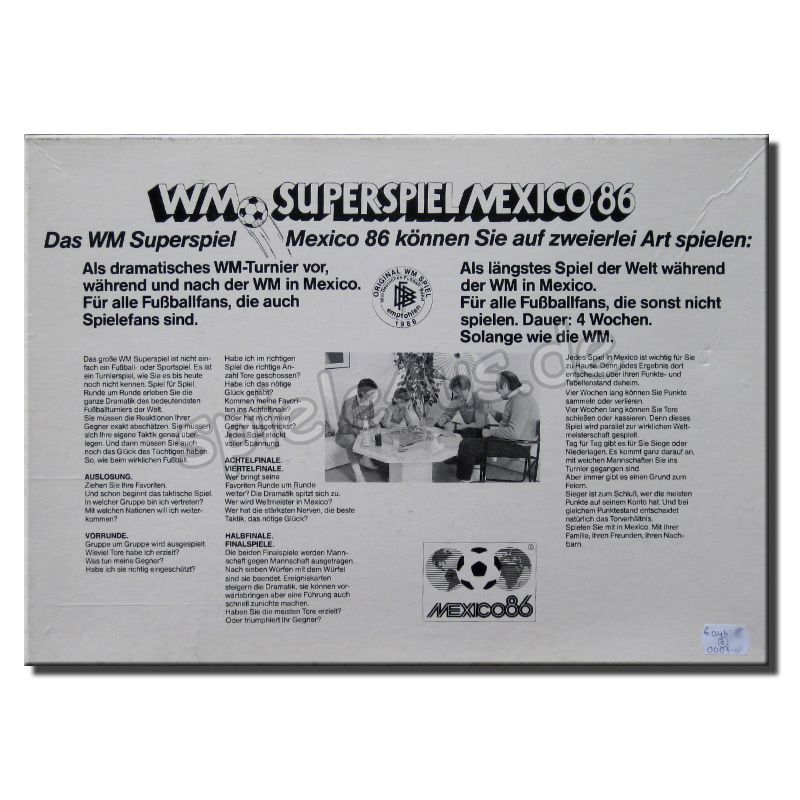 WM SUPERSPIEL MEXICO 86
Das WM Superspiel Mexico 86 können Sie auf zweierlei Art spielen:
Als dramatisches WM-Turnier vor,
während und nach der WM in Mexico.
Für alle Fußballfans, die auch
Spielefans sind.
ORIGINAL WM SPIEL
DFB
empfohlen
1986
Als längstes Spiel der Welt während
der WM in Mexico.
Für alle Fußballfans, die sonst nicht
spielen. Dauer: 4 Wochen.
Solange wie die WM.
Das große WM Superspiel ist nicht ein-
fach ein Fußball- oder Sportspiel. Es ist
ein Turnierspiel, wie Sie es bis heute
noch nicht kennen. Spiel für Spiel,
Runde um Runde erleben Sie die
ganze Dramatik des bedeutendsten
Fußballturniers der Welt.
Sie müssen die Reaktionen Ihrer
Gegner exakt abschätzen. Sie müssen
sich Ihre eigene Taktik genau über-
legen. Und dann müssen Sie auch
noch das Glück des Tüchtigen haben.
So, wie beim wirklichen Fußball.
AUSLOSUNG.
Ziehen Sie Ihre Favoriten.
Und schon beginnt das taktische Spiel.
In welcher Gruppe bin ich vertreten?
Mit welchen Nationen will ich weiter-
kommen?
VORRUNDE.
Gruppe um Gruppe wird ausgespielt.
Wieviel Tore habe ich erzielt?
Was tun meine Gegner?
Habe ich sie richtig eingeschätzt?
Habe ich im richtigen
Spiel die richtige An-
zahl Tore geschossen?
Habe ich das nötige
Glück gehabt?
Kommen meine Favori-
ten ins Achtelfinale?
Oder hat mich mein
Gegner ausgetrickst?
Jedes Spiel steckt
voller Spannung.
ACHTELFINALE.
VIERTELFINALE.
Wer bringt seine
Favoriten Runde um Runde
weiter? Die Dramatik spitzt sich zu.
Wer wird Weltmeister in Mexico?
Wer hat die stärksten Nerven, die beste
Taktik, das nötige Glück?
HALBFINALE.
FINALSPIELE.
Die beiden Finalspiele werden Mann-
schaft gegen Mannschaft ausgetragen.
Nach sieben Würfen mit dem Würfel
sind sie beendet. Ereigniskarten
steigern die Dramatik, sie können vor-
wärtsbringen aber eine Führung auch
schnell zunichte machen.
Haben Sie die meisten Tore erzielt?
Oder triumphiert Ihr Gegner?
Jedes Spiel in Mexico ist wichtig für Sie
zu Hause. Denn jedes Ergebnis dort
entscheidet über Ihren Punkte- und
Tabellenstand daheim.
Vier Wochen lang können Sie Punkte
sammeln oder verlieren.
Vier Wochen lang können Sie Tore
schießen oder kassieren. Denn dieses
Spiel wird parallel zur wirklichen Welt-
meisterschaft gespielt.
Tag für Tag gibt es für Sie Siege oder
Niederlagen. Es kommt ganz darauf an,
mit welchen Mannschaften Sie ins
Turnier gegangen sind.
Aber immer gibt es einen Grund zum
Feiern.
Sieger ist zum Schluß, wer die meisten
Punkte auf seinem Konto hat. Und bei
gleichem Punktestand entscheidet
natürlich das Torverhältnis.
Spielen Sie mit in Mexico. Mit Ihrer
Familie, Ihren Freunden, Ihren Nach-
barn.
MEXICO86
spielehaus.de